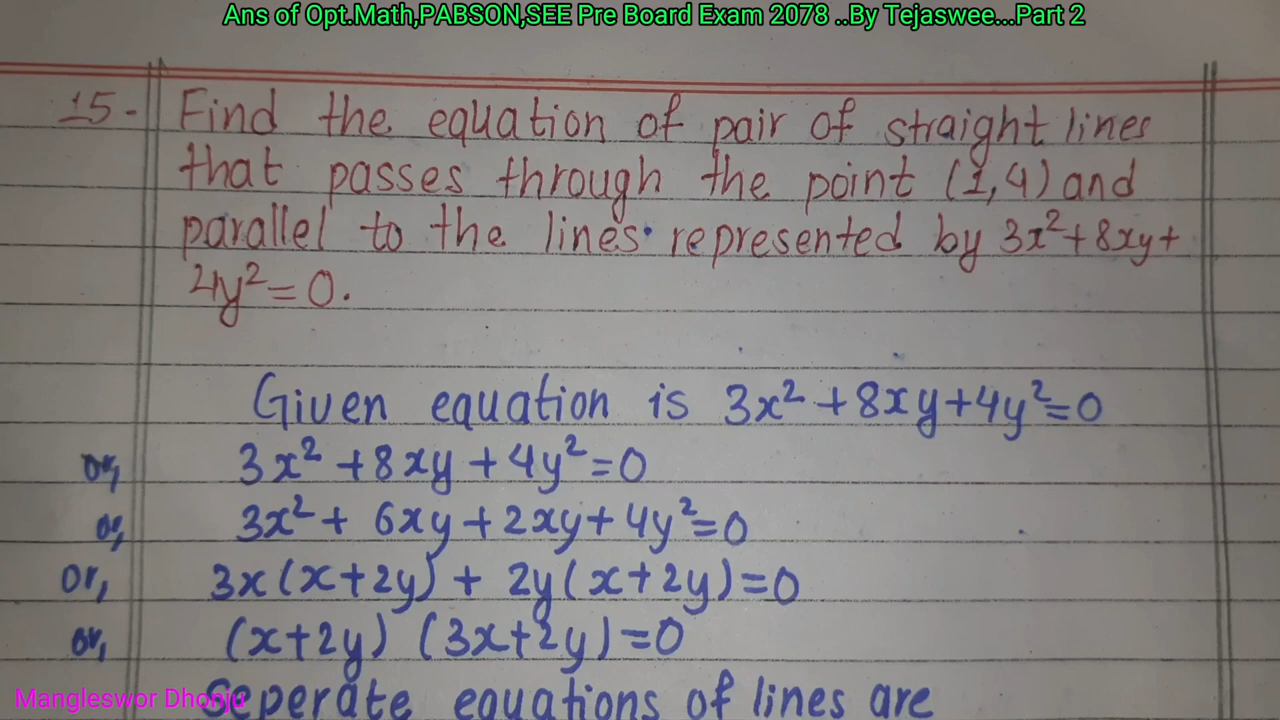 Ans of Opt.Math,PABSON,SEE Pre Board Exam 2078 ..By Tejaswee...Part 2
15- Find the equation of pair of straight lines
that passes through the point (1,4) and
parallel to the lines represented by 3x²+8xy+
4y²=0.
Given equation is 3x²+8xy+4y²=0
or, 3x²+8xy+4y²=0
or, 3x²+ 6xy+2xy+4y²=0
or, 3x(x+2y) + 2y(x+2y)=0
or, (x+2y) (3x+2y)=0
Seperate equations of lines are
Mangleswor Dhonju